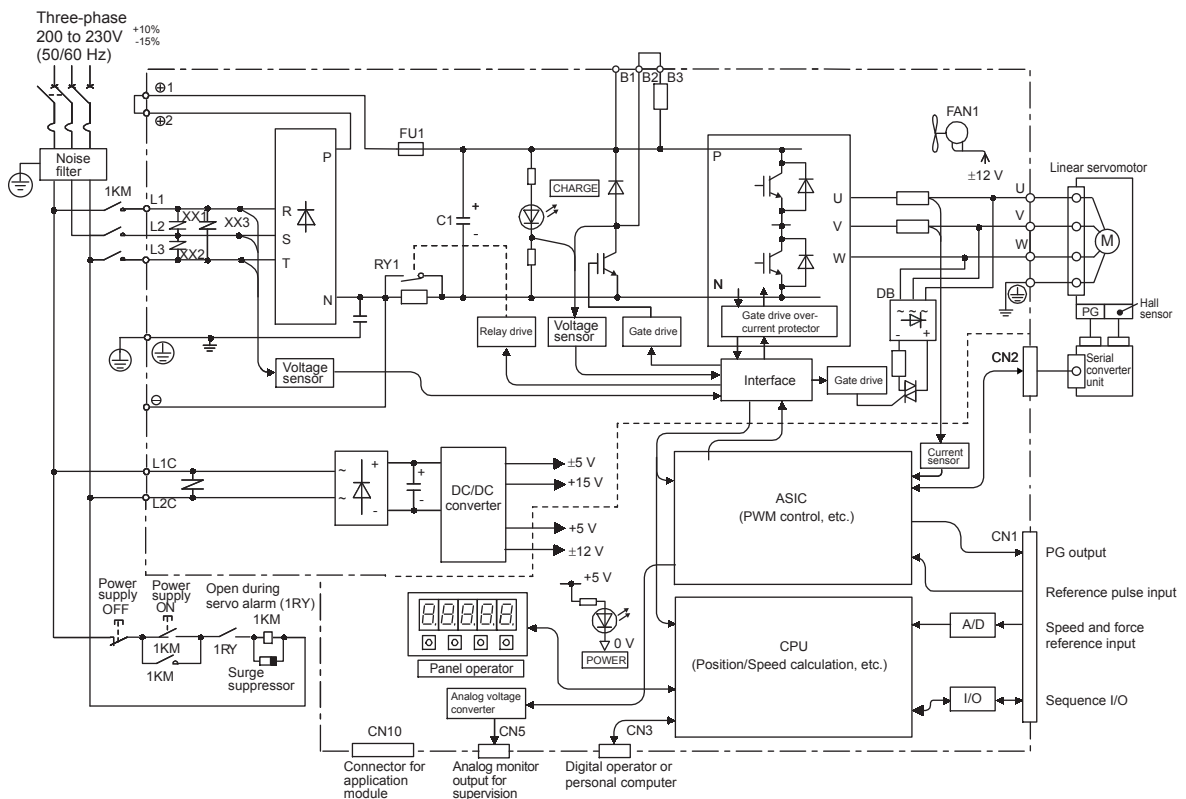 Three-phase
200 to 230V +10% -15%
(50/60 Hz)
B1 B2 B3
⊕1
⊕2
FAN1
FU1
±12 V
Noise
filter
P
P
Linear servomotor
1KM
CHARGE
U
U
L1
XX1
XX3
R
C1
+
-
V
V
L2
S
L3
XX2
T
W
W
M
RY1
N
N
DB
~ ~ ~
- +
PG
Hall
sensor
Relay drive
Voltage
sensor
Gate drive
Gate drive over-
current protector
CN2
Serial
converter
unit
Voltage
sensor
Interface
Gate drive
⊖
L1C
~
+
+
±5 V
Current
sensor
+15 V
DC/DC
converter
ASIC
(PWM control, etc.)
L2C
~
-
-
+5 V
CN1
±12 V
PG output
Power
supply
OFF
Power
supply
ON
Open during
servo alarm (1RY)
+5 V
Reference pulse input
1KM
8.8.8.8.8.
A/D
Speed and force
reference input
1KM
1RY
0 V
CPU
(Position/Speed calculation, etc.)
1KM
Surge
suppressor
Panel operator
POWER
Analog voltage
converter
I/O
Sequence I/O
CN10
CN5
CN3
Connector for
application
module
Analog monitor
output for
supervision
Digital operator or
personal computer